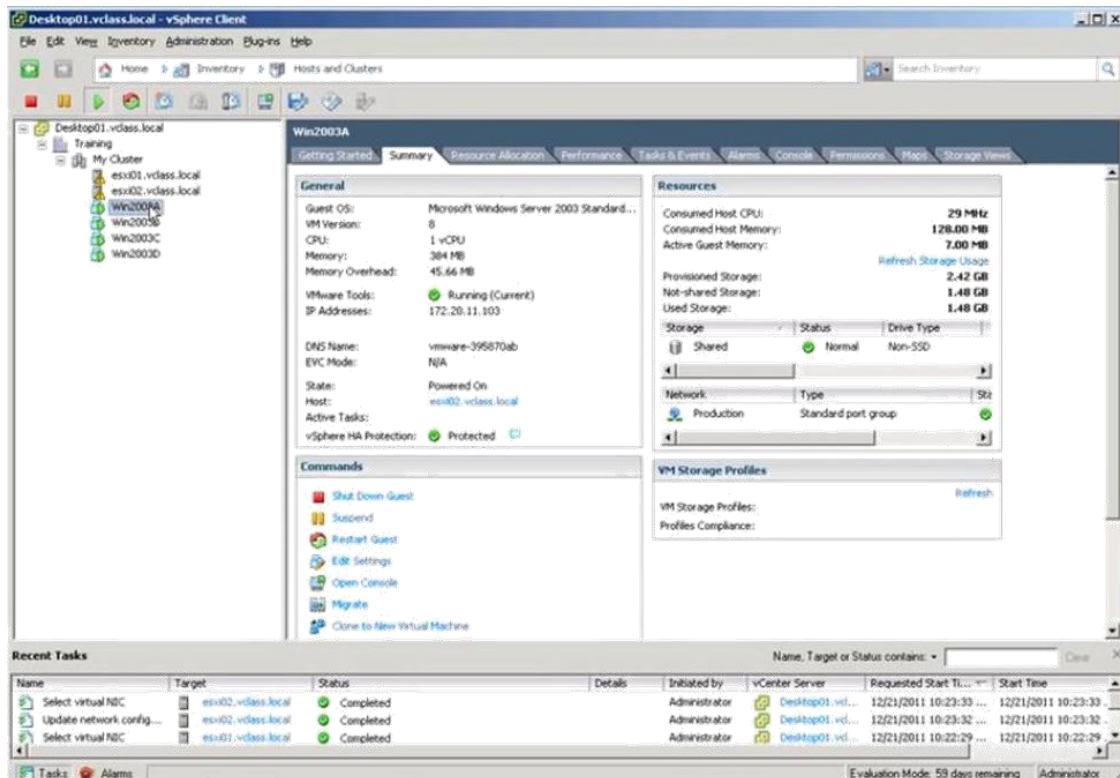 Desktop01.vclass.local - vSphere Client
File Edit View Inventory Administration Plug-ins Help
Home Inventory Hosts and Clusters
Search Inventory
Desktop01.vclass.local
Training
My Cluster
esxi01.vclass.local
esxi02.vclass.local
Win2003A
Win2003B
Win2003C
Win2003D
Win2003A
Getting Started Summary Resource Allocation Performance Tasks & Events Alarms Console Permissions Maps Storage Views
General
Guest OS: Microsoft Windows Server 2003 Standard...
VM Version: 8
CPU: 1 vCPU
Memory: 384 MB
Memory Overhead: 45.66 MB
VMware Tools: Running (Current)
IP Addresses: 172.20.11.103
DNS Name: vmware-395870ab
EVC Mode: N/A
State: Powered On
Host: esxi02.vclass.local
Active Tasks:
vSphere HA Protection: Protected
Commands
Shut Down Guest
Suspend
Restart Guest
Edit Settings
Open Console
Migrate
Clone to New Virtual Machine
Resources
Consumed Host CPU: 29 MHz
Consumed Host Memory: 128.00 MB
Active Guest Memory: 7.00 MB
Refresh Storage Usage
Provisioned Storage: 2.42 GB
Not-shared Storage: 1.48 GB
Used Storage: 1.48 GB
Storage Status Drive Type
Shared Normal Non-SSD
Network Type Sta
Production Standard port group
VM Storage Profiles
Refresh
VM Storage Profiles:
Profiles Compliance:
Recent Tasks
Name, Target or Status contains: Clear
Name Target Status Details Initiated by vCenter Server Requested Start Ti... Start Time
Select virtual NIC esxi02.vclass.local Completed Administrator Desktop01.vcl... 12/21/2011 10:23:33 ... 12/21/2011 10:23:33 ...
Update network config.... esxi02.vclass.local Completed Administrator Desktop01.vcl... 12/21/2011 10:23:32 ... 12/21/2011 10:23:32 ...
Select virtual NIC esxi01.vclass.local Completed Administrator Desktop01.vcl... 12/21/2011 10:22:29 ... 12/21/2011 10:22:29 ...
Tasks Alarms
Evaluation Mode: 59 days remaining Administrator